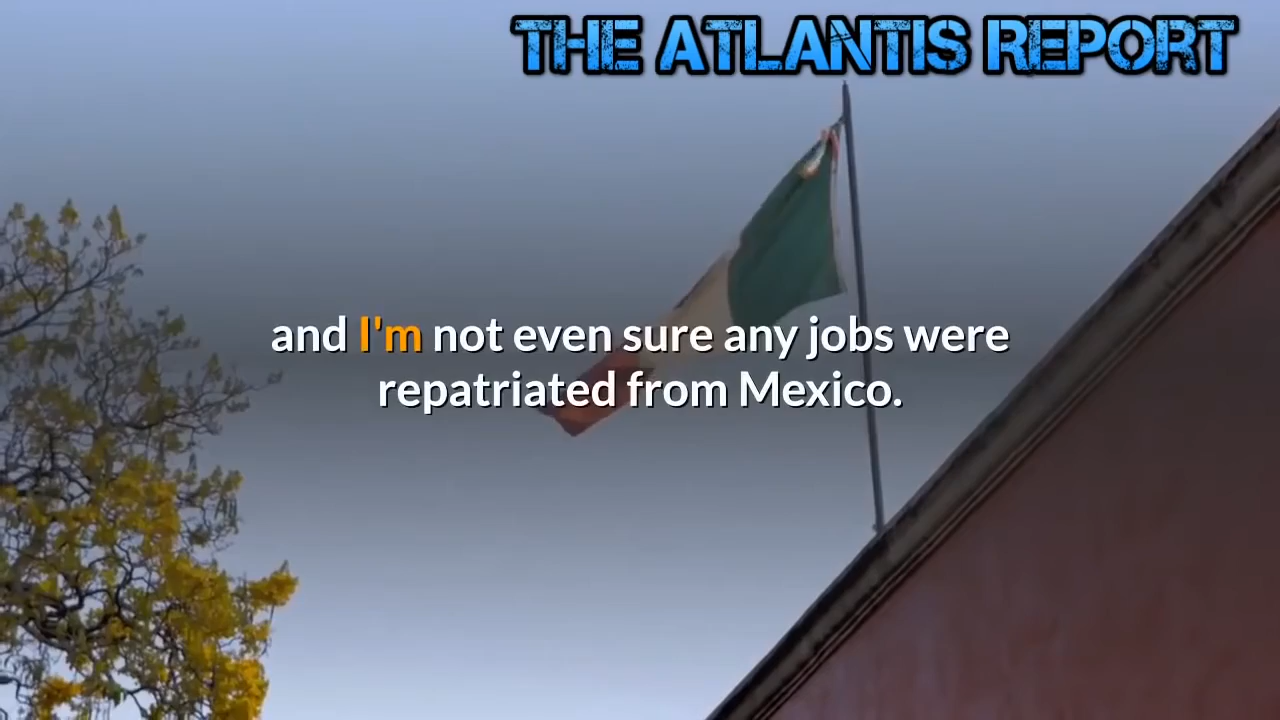 THE ATLANTIS REPORT
and I'm not even sure any jobs were
repatriated from Mexico.